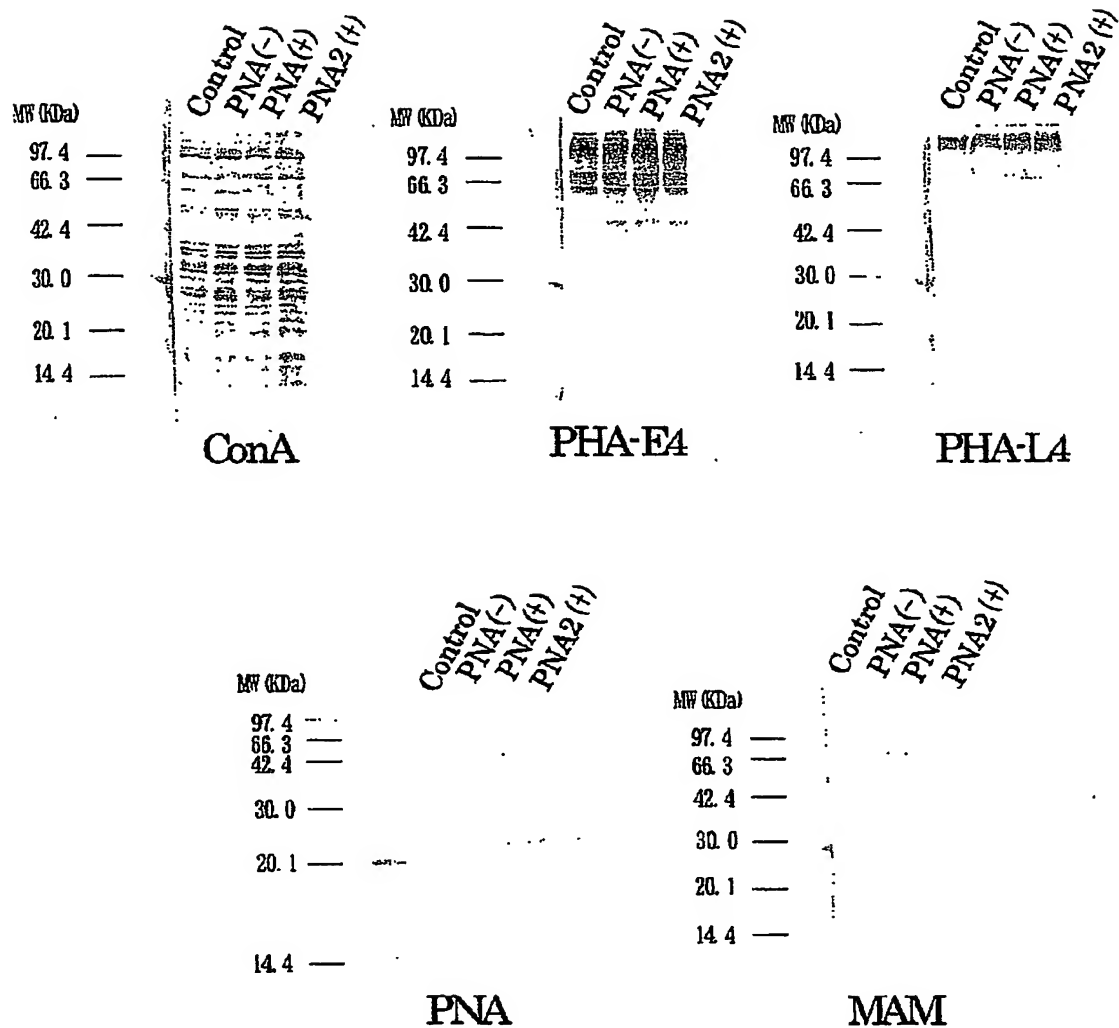 Control
PNA(-)
PNA(+)
PNA2(+)
MW (KDa)
97.4
66.3
42.4
30.0
20.1
14.4
ConA
Control
PNA(-)
PNA(+)
PNA2(+)
MW (KDa)
97.4
66.3
42.4
30.0
20.1
14.4
PHA-E4
Control
PNA(-)
PNA(+)
PNA2(+)
MW (KDa)
97.4
66.3
42.4
30.0
20.1
14.4
PHA-L4
Control
PNA(-)
PNA(+)
PNA2(+)
MW (KDa)
97.4
66.3
42.4
30.0
20.1
14.4
PNA
Control
PNA(-)
PNA(+)
PNA2(+)
MW (KDa)
97.4
66.3
42.4
30.0
20.1
14.4
MAM